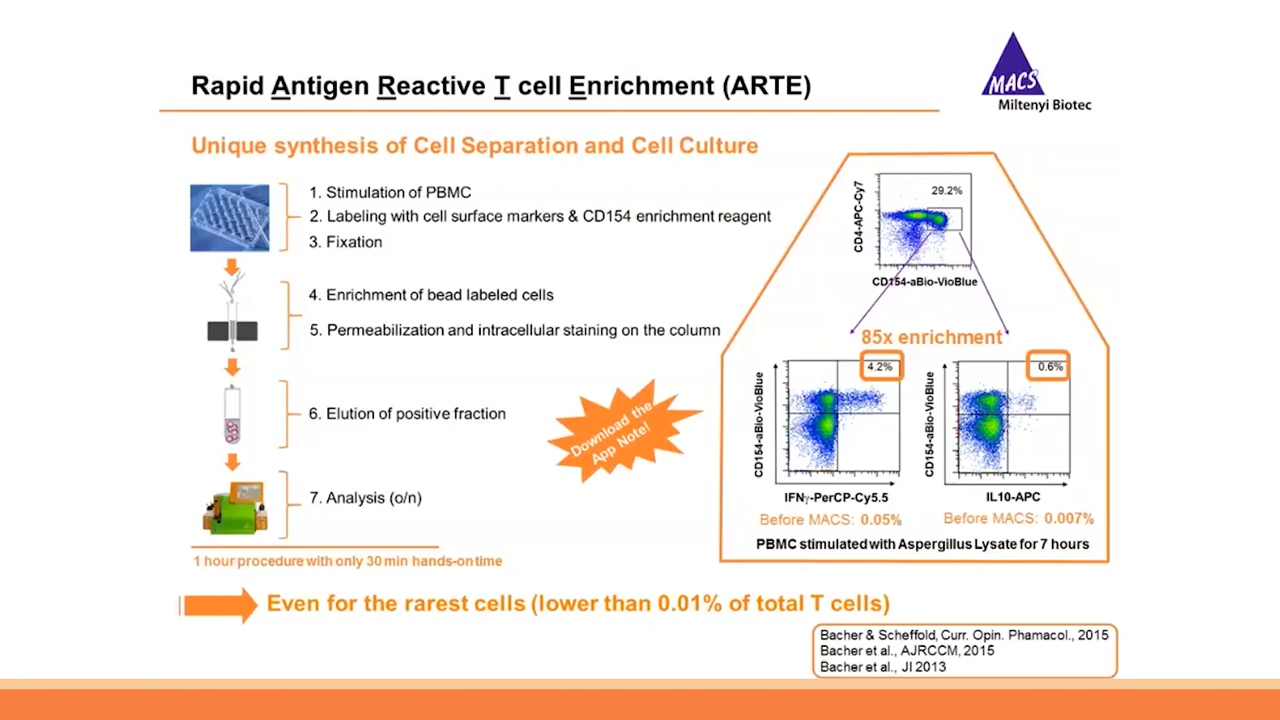 Rapid Antigen Reactive T cell Enrichment (ARTE)
MACS
Miltenyi Biotec
Unique synthesis of Cell Separation and Cell Culture
1. Stimulation of PBMC
2. Labeling with cell surface markers & CD154 enrichment reagent
3. Fixation
4. Enrichment of bead labeled cells
5. Permeabilization and intracellular staining on the column
6. Elution of positive fraction
7. Analysis (o/n)
1 hour procedure with only 30 min hands-on time
Download the
App Note!
29.2%
CD4-APC-Cy7
CD154-aBio-VioBlue
85x enrichment
4.2%
CD154-aBio-VioBlue
IFNγ-PerCP-Cy5.5
Before MACS: 0.05%
0.6%
CD154-aBio-VioBlue
IL10-APC
Before MACS: 0.007%
PBMC stimulated with Aspergillus Lysate for 7 hours
Even for the rarest cells (lower than 0.01% of total T cells)
Bacher & Scheffold, Curr. Opin. Phamacol., 2015
Bacher et al., AJRCCM, 2015
Bacher et al., JI 2013